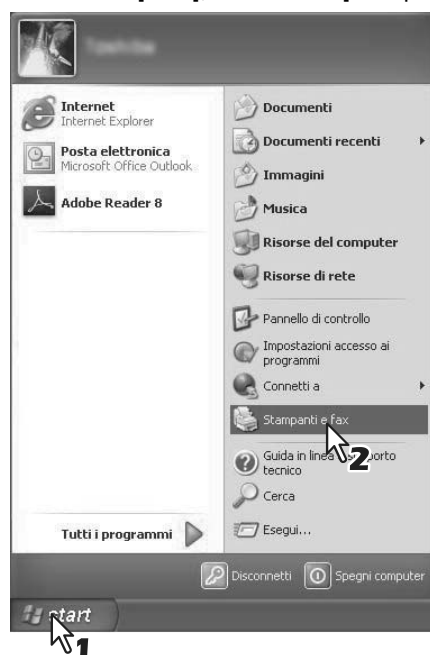 Internet
Internet Explorer
Posta elettronica
Microsoft Office Outlook
Adobe Reader 8
Tutti i programmi
Documenti
Documenti recenti
Immagini
Musica
Risorse del computer
Risorse di rete
Pannello di controllo
Impostazioni accesso ai
programmi
Connetti a
Stampanti e fax
2
Guida in linea e supporto
tecnico
Cerca
Esegui...
Disconnetti
Spegni computer
start
1